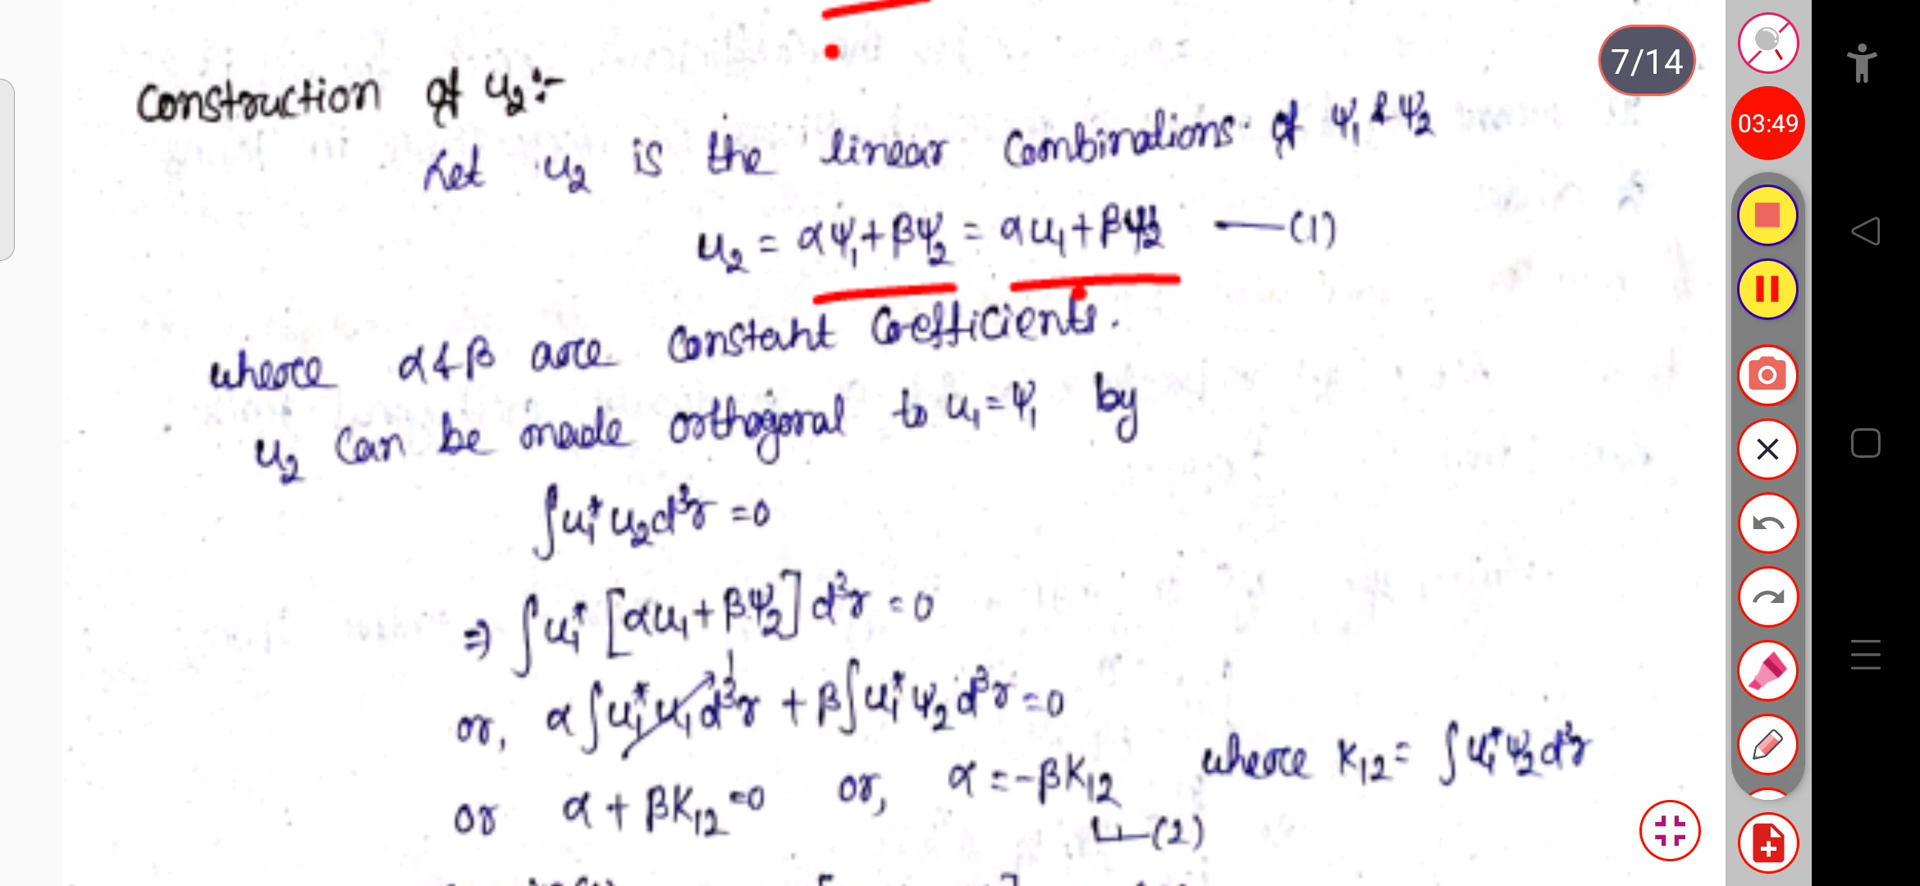 7/14
03:49
Construction of u₂:-
Let u₂ is the linear Combinations of ψ₁ & ψ₂
u₂ = αψ₁ + βψ₂ = αu₁ + βψ₂ —(1)
where α & β are Constant Coefficients.
u₂ can be made orthogonal to u₁ = ψ₁ by
∫u₁* u₂ d³r = 0
⇒ ∫u₁* [αu₁ + βψ₂] d³r = 0
or, α∫u₁* u₁ d³r 1 + β∫u₁* ψ₂ d³r = 0
or α + βK₁₂ = 0 or, α = -βK₁₂ where K₁₂ = ∫u₁* ψ₂ d³r
—(2)